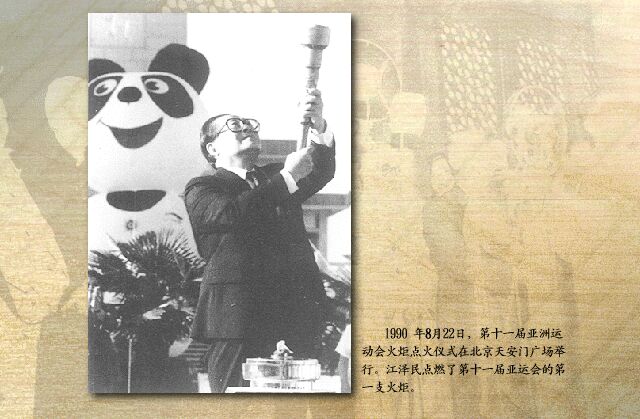 1990 年8月22日，第十一届亚洲运
动会火炬点火仪式在北京天安门广场举
行。江泽民点燃了第十一届亚运会的第
一支火炬。